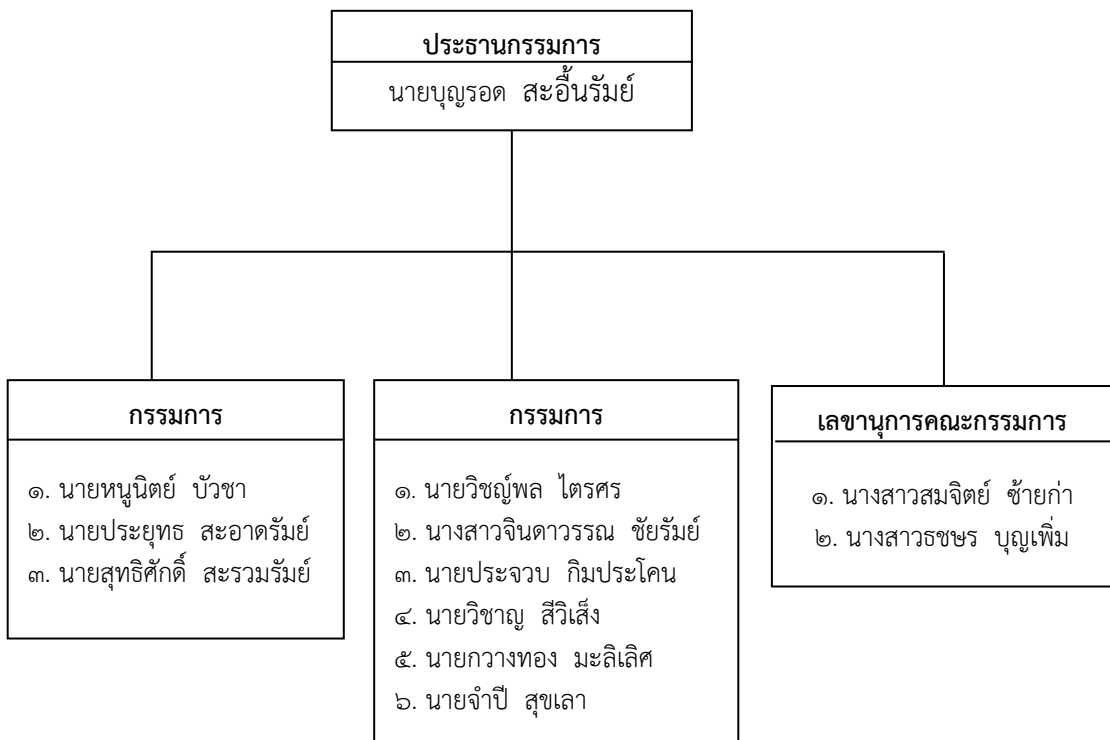 ประธานกรรมการ
นายบุญรอด สะอิ้นรัมย์
กรรมการ
๑. นายหนูนิตย์ บัวชา
๒. นายประยุทธ สะอาดรัมย์
๓. นายสุทธิศักดิ์ สะรวมรัมย์
กรรมการ
๑. นายวิชญ์พล ไตรศร
๒. นางสาวจินดาวรรณ ชัยรัมย์
๓. นายประจวบ กิมประโคน
๔. นายวิชาญ สีวิเส็ง
๕. นายกวางทอง มะลิเลิศ
๖. นายจำปี สุขเลา
เลขานุการคณะกรรมการ
๑. นางสาวสมจิตย์ ซ้ายก่า
๒. นางสาวธชษร บุญเพิ่ม